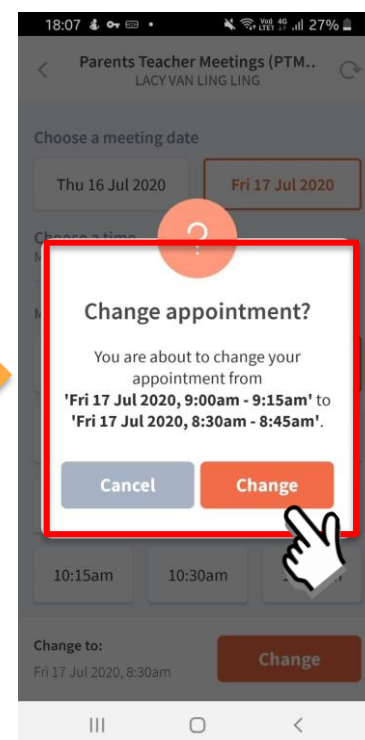 18:07 27%
Parents Teacher Meetings (PTM..
LACY VAN LING LING
Choose a meeting date
Thu 16 Jul 2020 Fri 17 Jul 2020
Choose a time
?
Change appointment?
You are about to change your
appointment from
'Fri 17 Jul 2020, 9:00am - 9:15am' to
'Fri 17 Jul 2020, 8:30am - 8:45am'.
Cancel Change
10:15am 10:30am
Change to:
Fri 17 Jul 2020, 8:30am Change